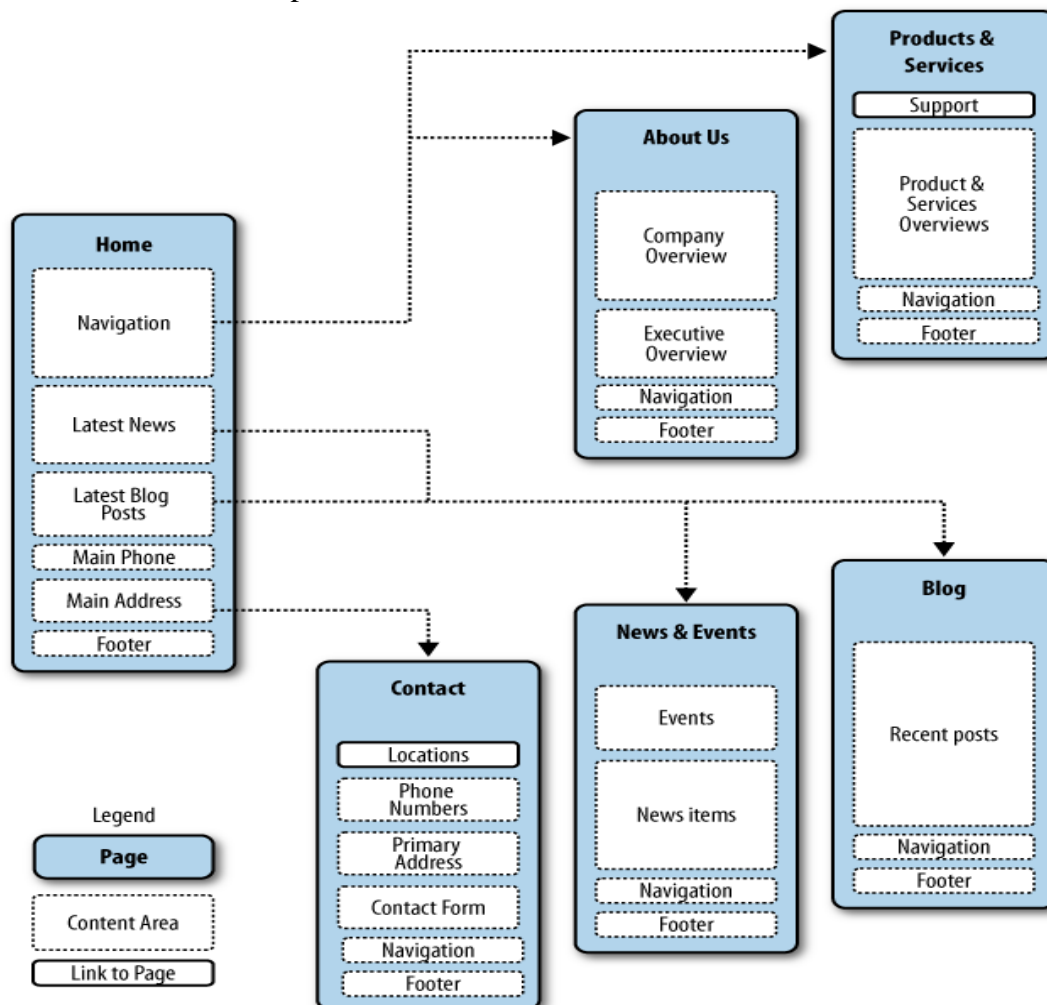 Products &
Services
Support
Product &
Services
Overviews
Navigation
Footer
About Us
Company
Overview
Executive
Overview
Navigation
Footer
Home
Navigation
Latest News
Latest Blog
Posts
Main Phone
Main Address
Footer
Contact
Locations
Phone
Numbers
Primary
Address
Contact Form
Navigation
Footer
News & Events
Events
News items
Navigation
Footer
Blog
Recent posts
Navigation
Footer
Legend
Page
Content Area
Link to Page